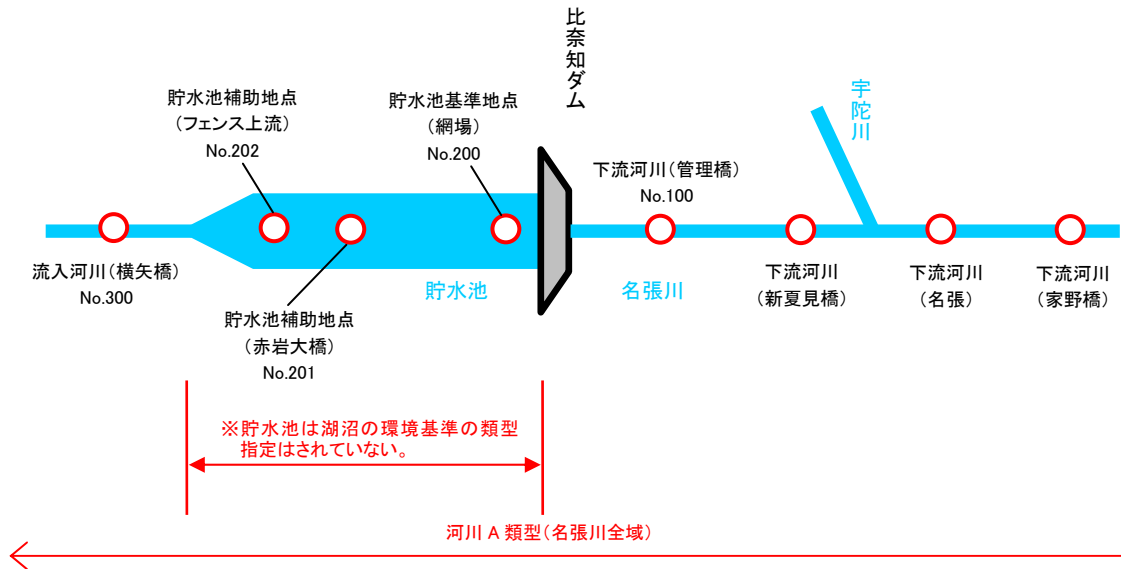 比奈知ダム
貯水池補助地点
(フェンス上流)
No.202
貯水池基準地点
(網場)
No.200
宇陀川
下流河川(管理橋)
No.100
流入河川(横矢橋)
No.300
貯水池補助地点
(赤岩大橋)
No.201
貯水池
名張川
下流河川
(新夏見橋)
下流河川
(名張)
下流河川
(家野橋)
※貯水池は湖沼の環境基準の類型
指定はされていない。
河川 A 類型(名張川全域)